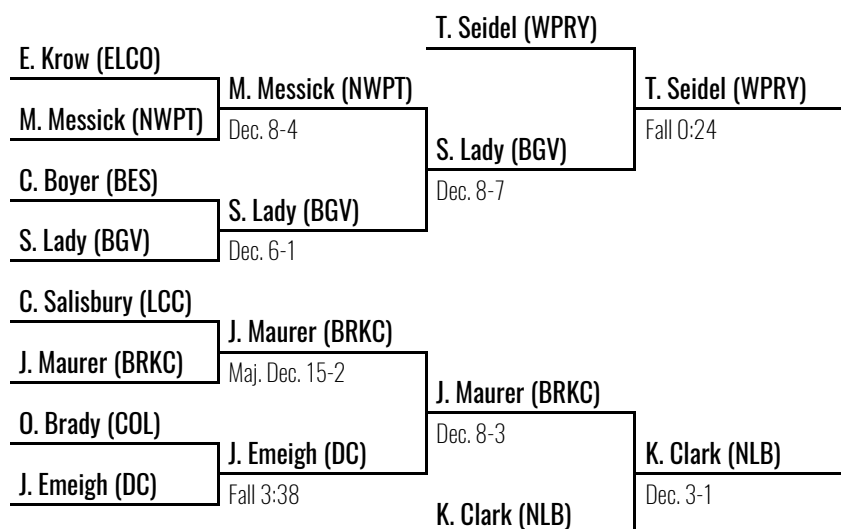 T. Seidel (WPRY)
E. Krow (ELCO)
M. Messick (NWPT)
T. Seidel (WPRY)
M. Messick (NWPT)
Dec. 8-4
Fall 0:24
S. Lady (BGV)
C. Boyer (BES)
Dec. 8-7
S. Lady (BGV)
S. Lady (BGV)
Dec. 6-1
C. Salisbury (LCC)
J. Maurer (BRKC)
J. Maurer (BRKC)
Maj. Dec. 15-2
J. Maurer (BRKC)
O. Brady (COL)
Dec. 8-3
J. Emeigh (DC)
K. Clark (NLB)
J. Emeigh (DC)
Fall 3:38
Dec. 3-1
K. Clark (NLB)